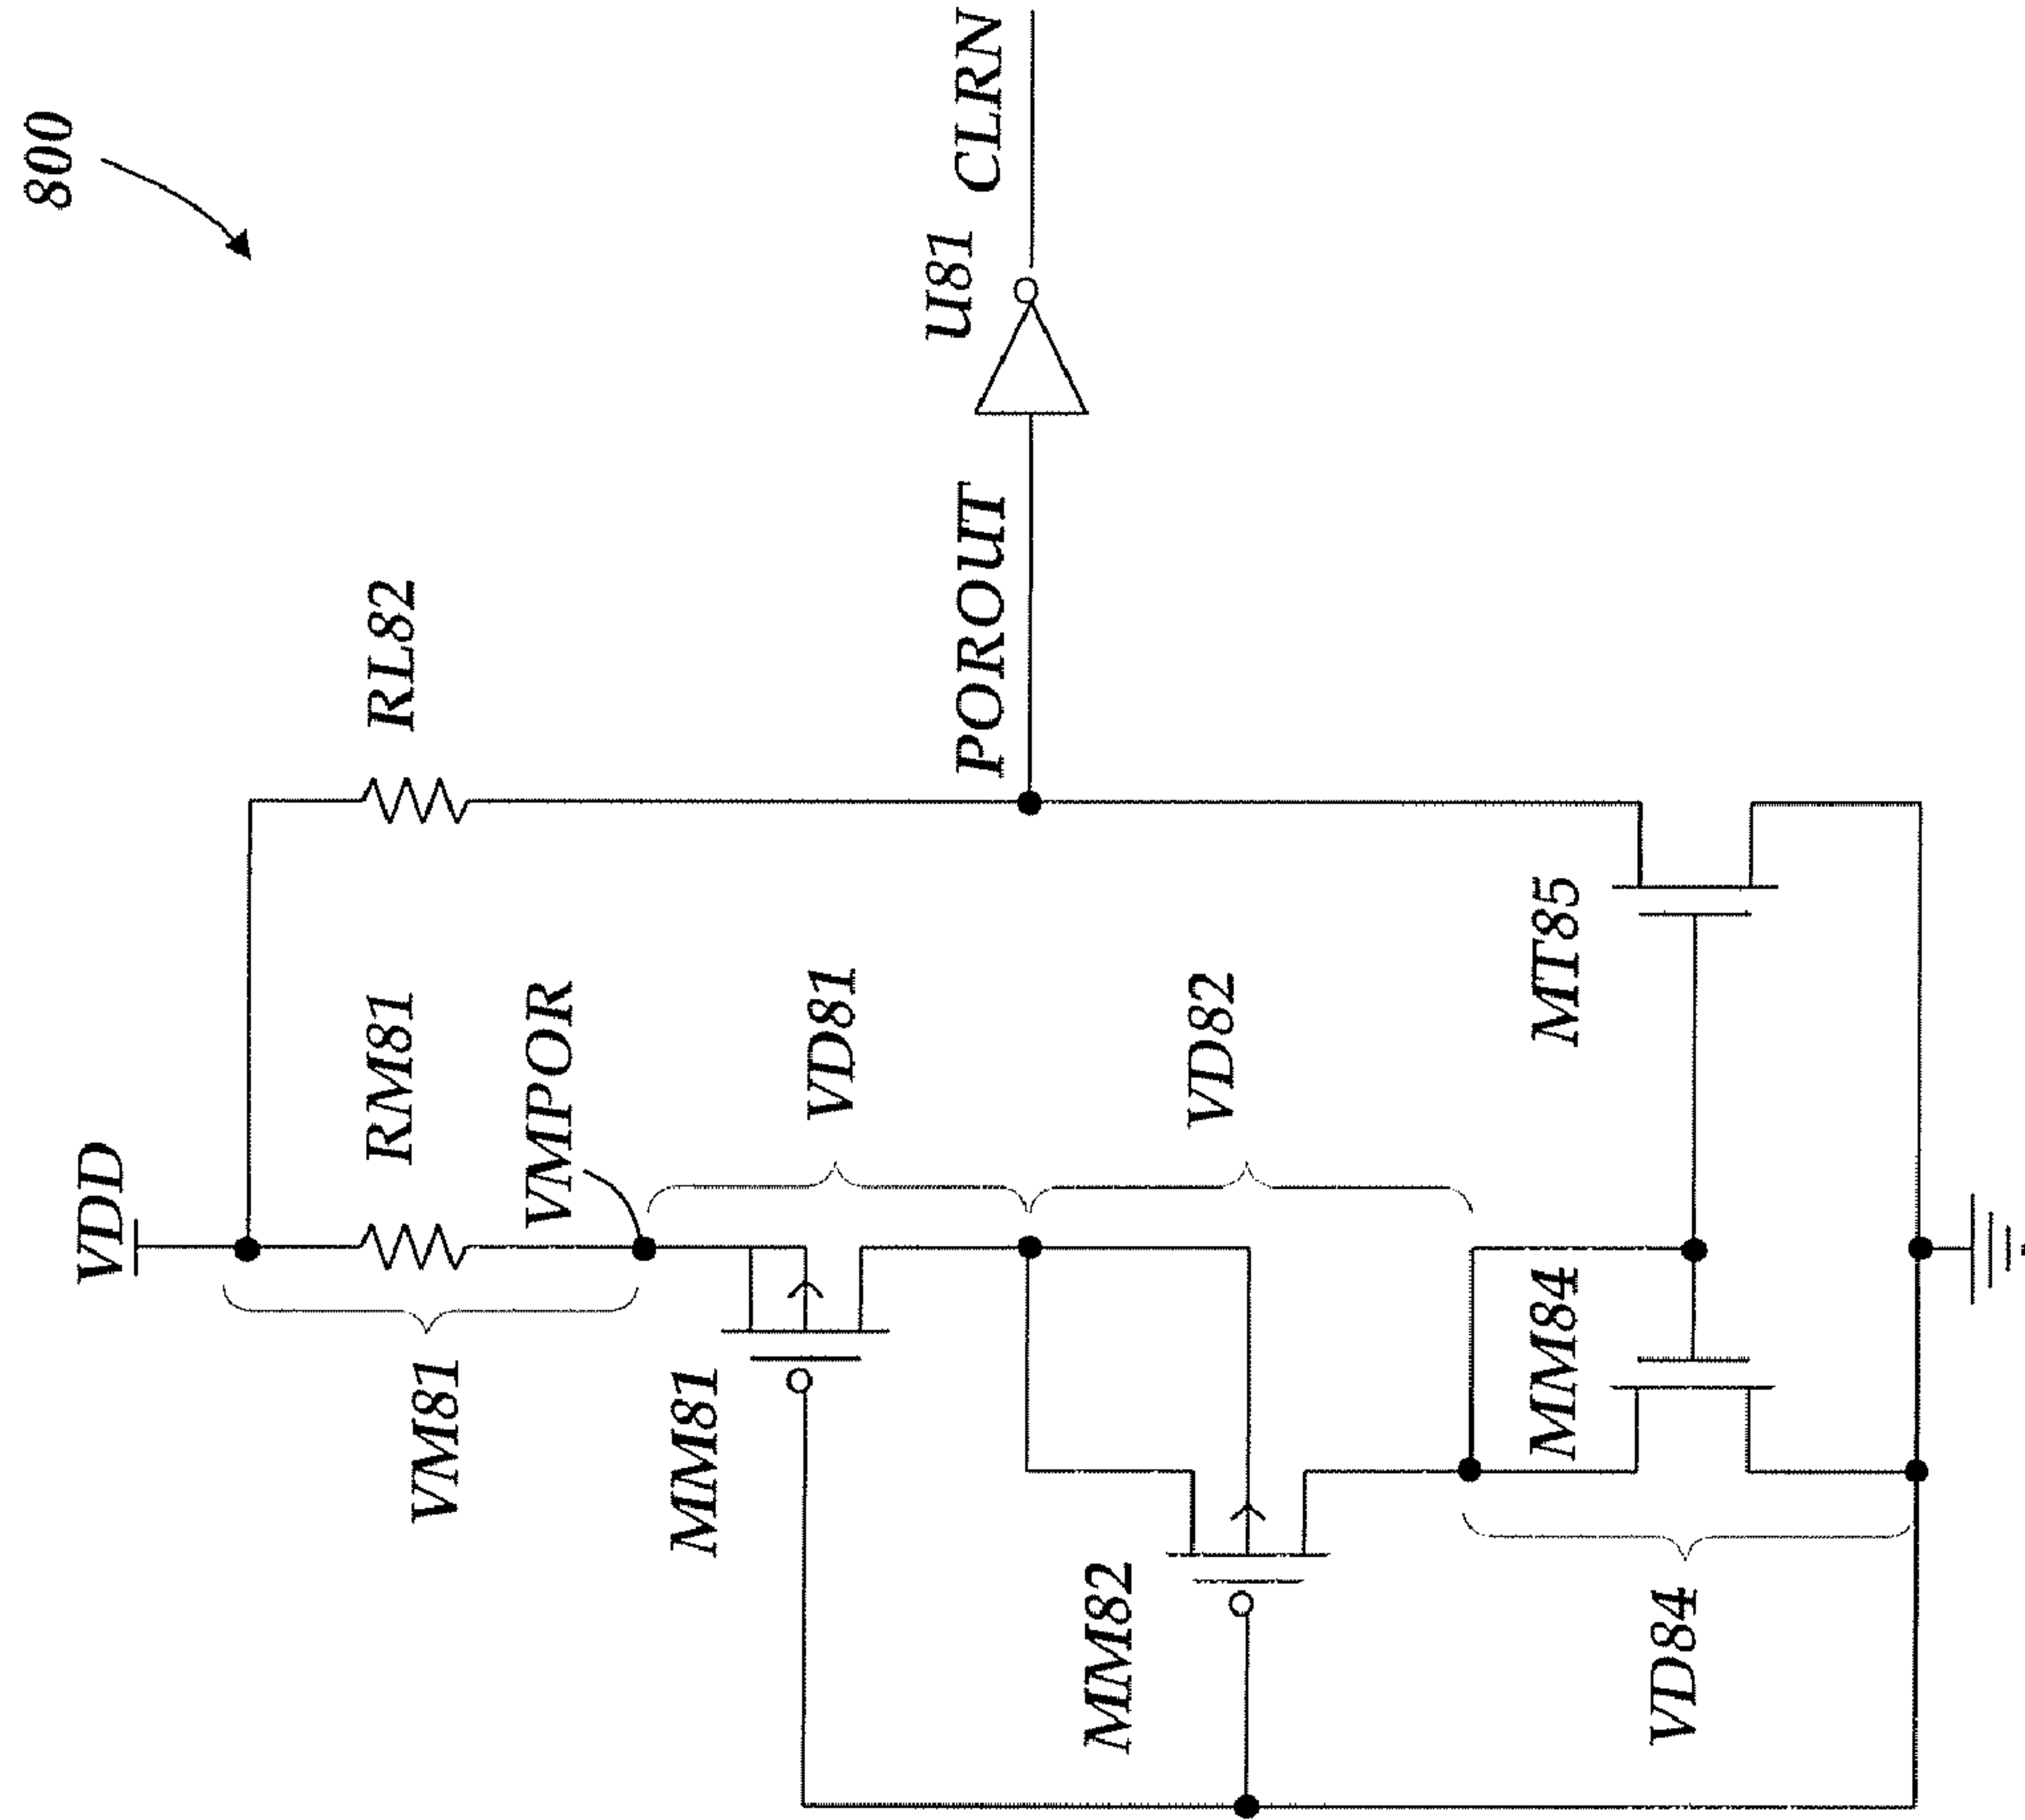 800
VDD
RM81
RL82
VMPOR
VM81
MM81
VD81
POROUT
U81
CLRN
MM82
VD82
MM84
MT85
VD84